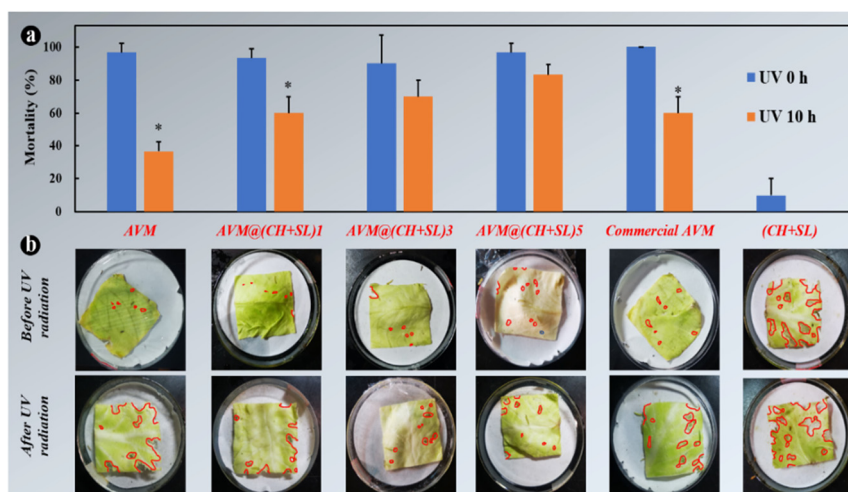 a
Mortality (%)
100
80
60
40
20
0
*
*
*
UV 0 h
UV 10 h
AVM
AVM@(CH+SL)1
AVM@(CH+SL)3
AVM@(CH+SL)5
Commercial AVM
(CH+SL)
b
Before UV
radiation
After UV
radiation